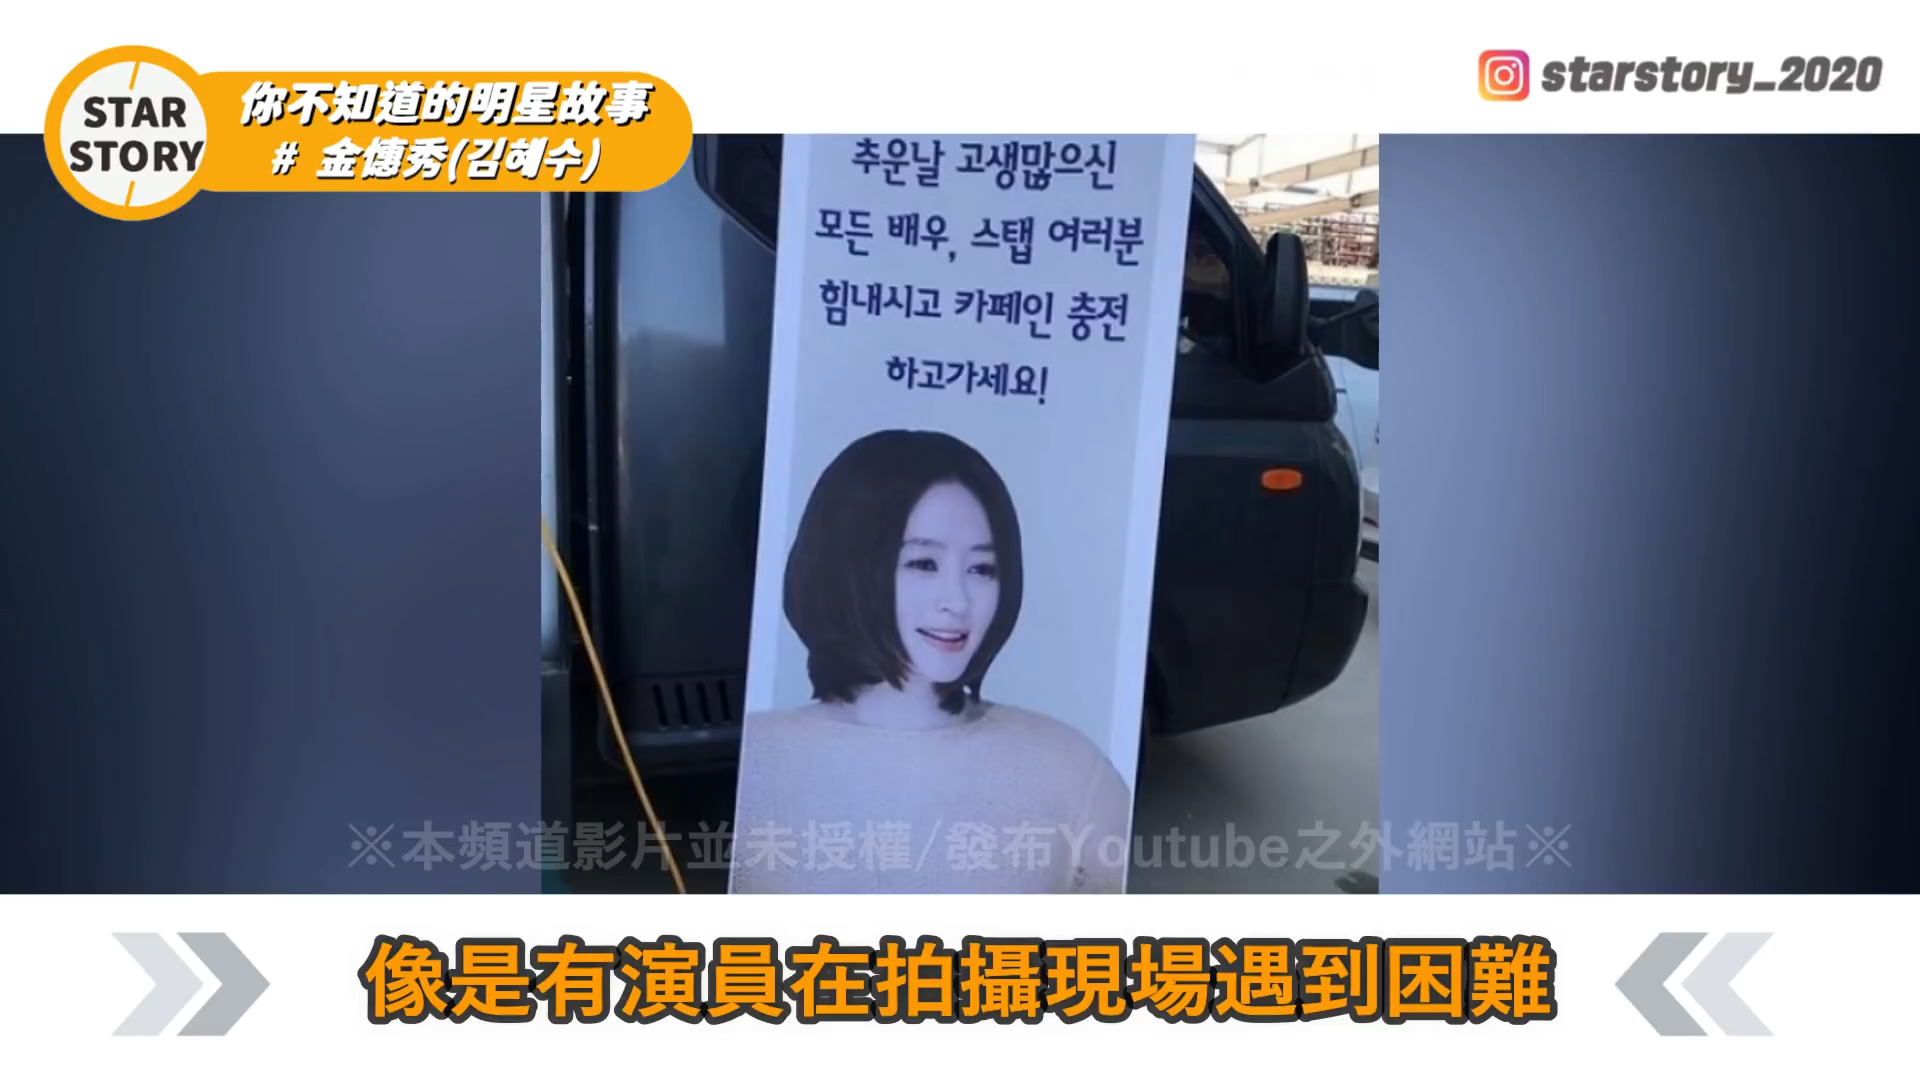 STAR
STORY
你不知道的明星故事
# 金憓秀(김혜수)
starstory_2020
추운날 고생많으신
모든 배우, 스탭 여러분
힘내시고 카페인 충전
하고가세요!
※本頻道影片並未授權/發布Youtube之外網站※
像是有演員在拍攝現場遇到困難